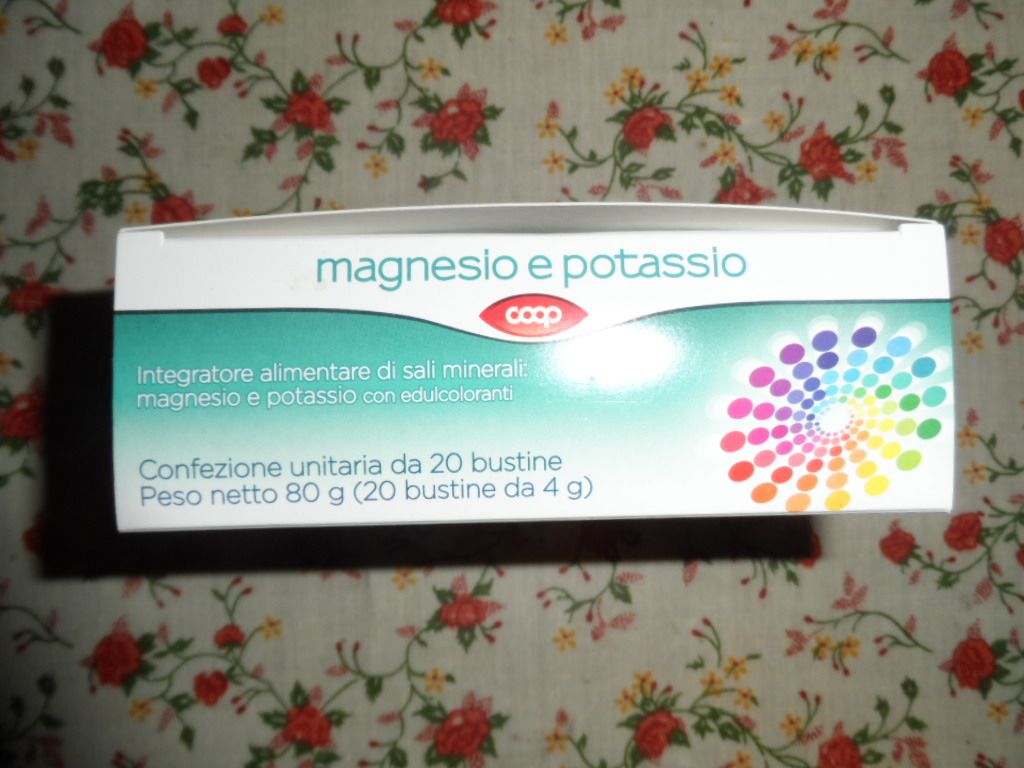 magnesio e potassio
coop
Integratore alimentare di sali minerali:
magnesio e potassio con edulcoloranti
Confezione unitaria da 20 bustine
Peso netto 80 g (20 bustine da 4 g)